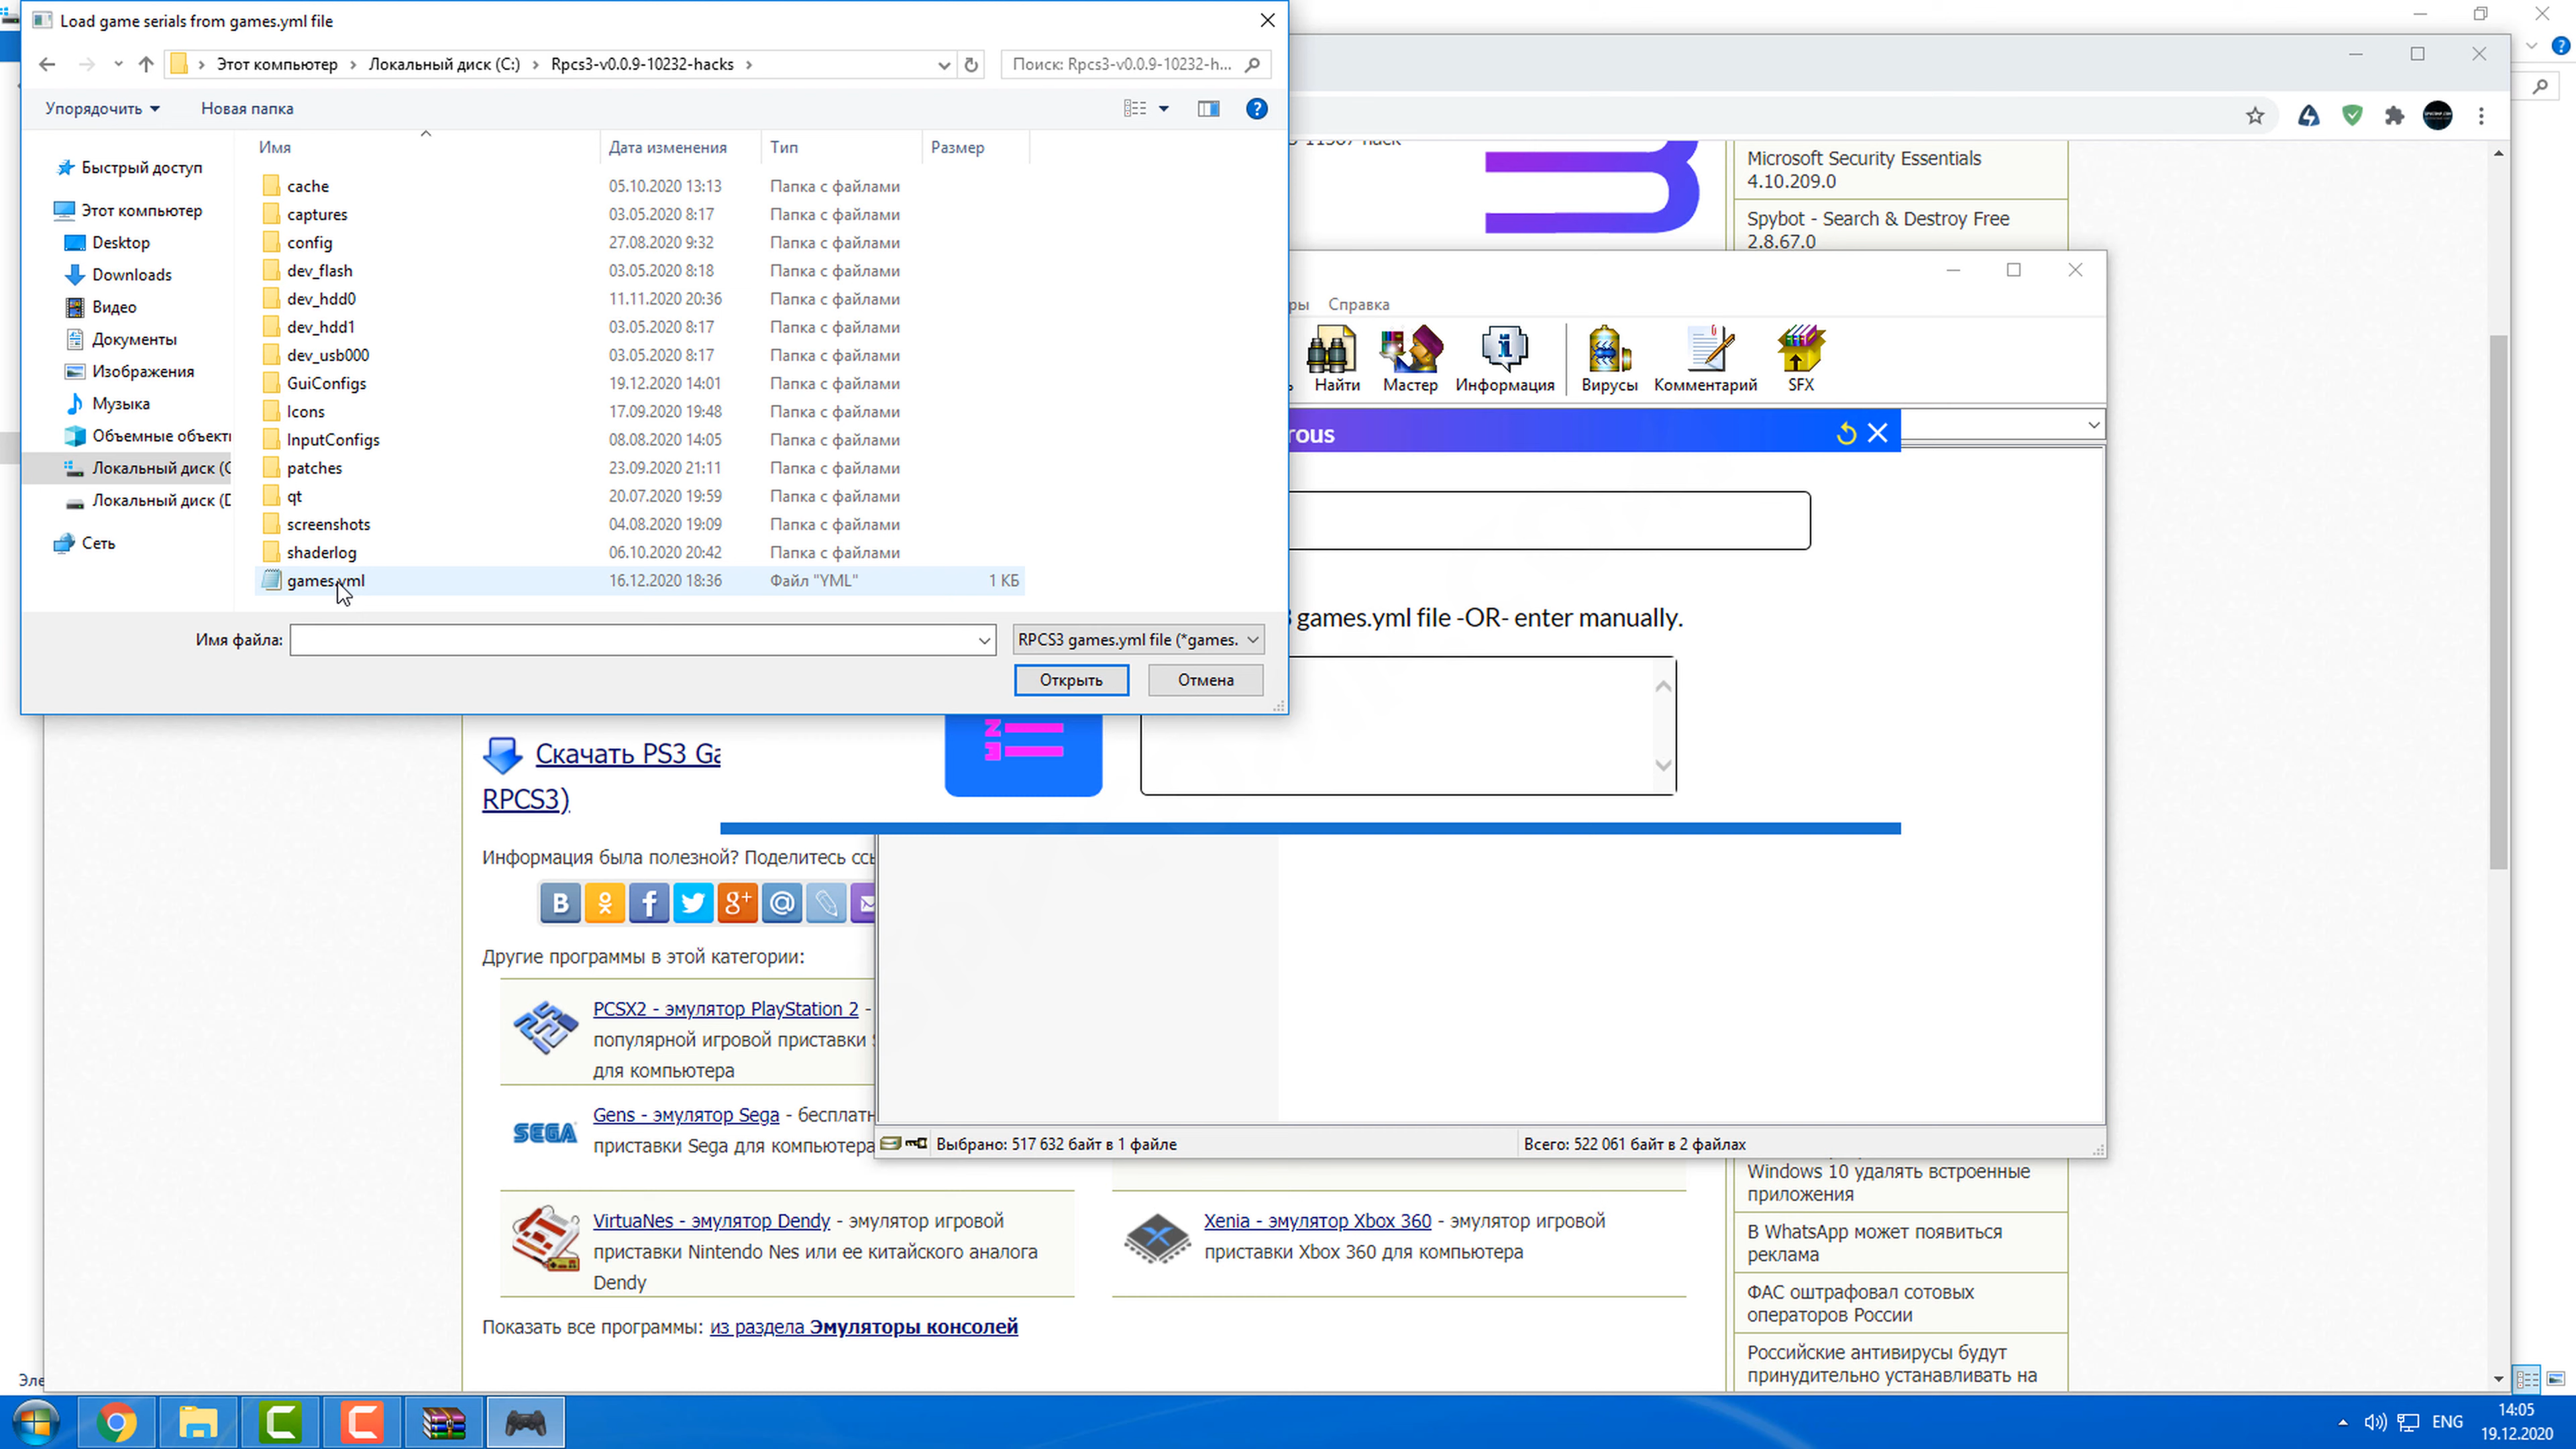 Load game serials from games.yml file
Этот компьютер
Локальный диск (C:)
Rpcs3-v0.0.9-10232-hacks
Поиск: Rpcs3-v0.0.9-10232-h...
Упорядочить
Новая папка
Имя
Дата изменения
Тип
Размер
Быстрый доступ
Этот компьютер
Desktop
Downloads
Видео
Документы
Изображения
Музыка
Объемные объект
Локальный диск (C
Локальный диск (D
Сеть
cache 05.10.2020 13:13 Папка с файлами
captures 03.05.2020 8:17 Папка с файлами
config 27.08.2020 9:32 Папка с файлами
dev_flash 03.05.2020 8:18 Папка с файлами
dev_hdd0 11.11.2020 20:36 Папка с файлами
dev_hdd1 03.05.2020 8:17 Папка с файлами
dev_usb000 03.05.2020 8:17 Папка с файлами
GuiConfigs 19.12.2020 14:01 Папка с файлами
Icons 17.09.2020 19:48 Папка с файлами
InputConfigs 08.08.2020 14:05 Папка с файлами
patches 23.09.2020 21:11 Папка с файлами
qt 20.07.2020 19:59 Папка с файлами
screenshots 04.08.2020 19:09 Папка с файлами
shaderlog 06.10.2020 20:42 Папка с файлами
games.yml 16.12.2020 18:36 Файл "YML" 1 КБ
Имя файла:
RPCS3 games.yml file (*games.
Открыть
Отмена
Microsoft Security Essentials
4.10.209.0
Spybot - Search & Destroy Free
2.8.67.0
ры Справка
Найти
Мастер
Информация
Вирусы
Комментарий
SFX
rous
games.yml file -OR- enter manually.
Скачать PS3 Ga
RPCS3)
Информация была полезной? Поделитесь ссы
Другие программы в этой категории:
PCSX2 - эмулятор PlayStation 2 -
популярной игровой приставки
для компьютера
SEGA
Gens - эмулятор Sega - бесплатн
приставки Sega для компьютера
VirtuaNes - эмулятор Dendy - эмулятор игровой
приставки Nintendo Nes или ее китайского аналога
Dendy
Xenia - эмулятор Xbox 360 - эмулятор игровой
приставки Xbox 360 для компьютера
Показать все программы: из раздела Эмуляторы консолей
Выбрано: 517 632 байт в 1 файле
Всего: 522 061 байт в 2 файлах
Windows 10 удалять встроенные
приложения
В WhatsApp может появиться
реклама
ФАС оштрафовал сотовых
операторов России
Российские антивирусы будут
принудительно устанавливать на
Эле
ENG
14:05
19.12.2020